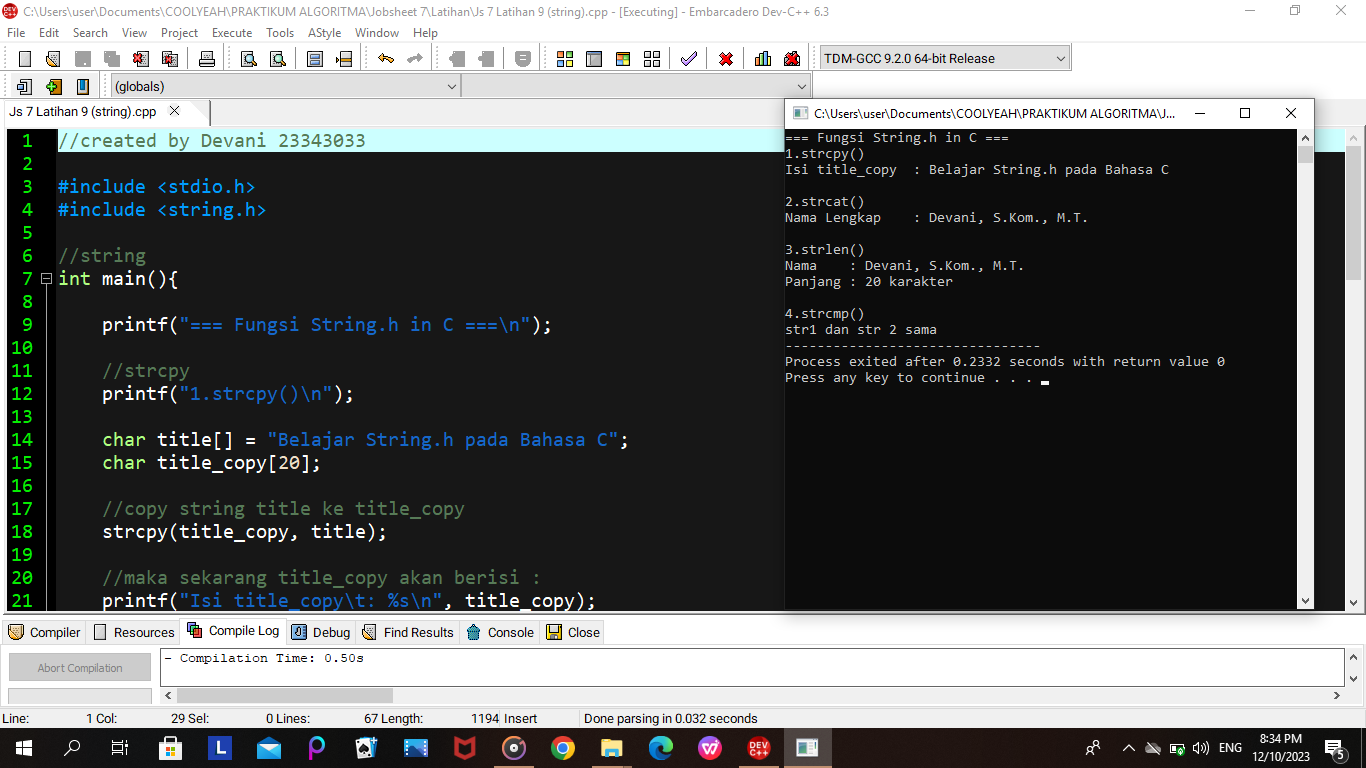 C:\Users\user\Documents\COOLYEAH\PRAKTIKUM ALGORITMA\Jobsheet 7\Latihan\Js 7 Latihan 9 (string).cpp - [Executing] - Embarcadero Dev-C++ 6.3
File Edit Search View Project Execute Tools AStyle Window Help
TDM-GCC 9.2.0 64-bit Release
(globals)
Js 7 Latihan 9 (string).cpp
1 //created by Devani 23343033
2
3 #include <stdio.h>
4 #include <string.h>
5
6 //string
7 int main(){
8
9 printf("=== Fungsi String.h in C ===\n");
10
11 //strcpy
12 printf("1.strcpy()\n");
13
14 char title[] = "Belajar String.h pada Bahasa C";
15 char title_copy[20];
16
17 //copy string title ke title_copy
18 strcpy(title_copy, title);
19
20 //maka sekarang title_copy akan berisi :
21 printf("Isi title_copy\t: %s\n", title_copy);
C:\Users\user\Documents\COOLYEAH\PRAKTIKUM ALGORITMA\J...
=== Fungsi String.h in C ===
1.strcpy()
Isi title_copy : Belajar String.h pada Bahasa C
2.strcat()
Nama Lengkap : Devani, S.Kom., M.T.
3.strlen()
Nama : Devani, S.Kom., M.T.
Panjang : 20 karakter
4.strcmp()
str1 dan str 2 sama
--------------------------------
Process exited after 0.2332 seconds with return value 0
Press any key to continue . . .
Compiler Resources Compile Log Debug Find Results Console Close
Abort Compilation
- Compilation Time: 0.50s
Line: 1 Col: 29 Sel: 0 Lines: 67 Length: 1194 Insert Done parsing in 0.032 seconds
L
DEV C++
ENG
8:34 PM
12/10/2023
5